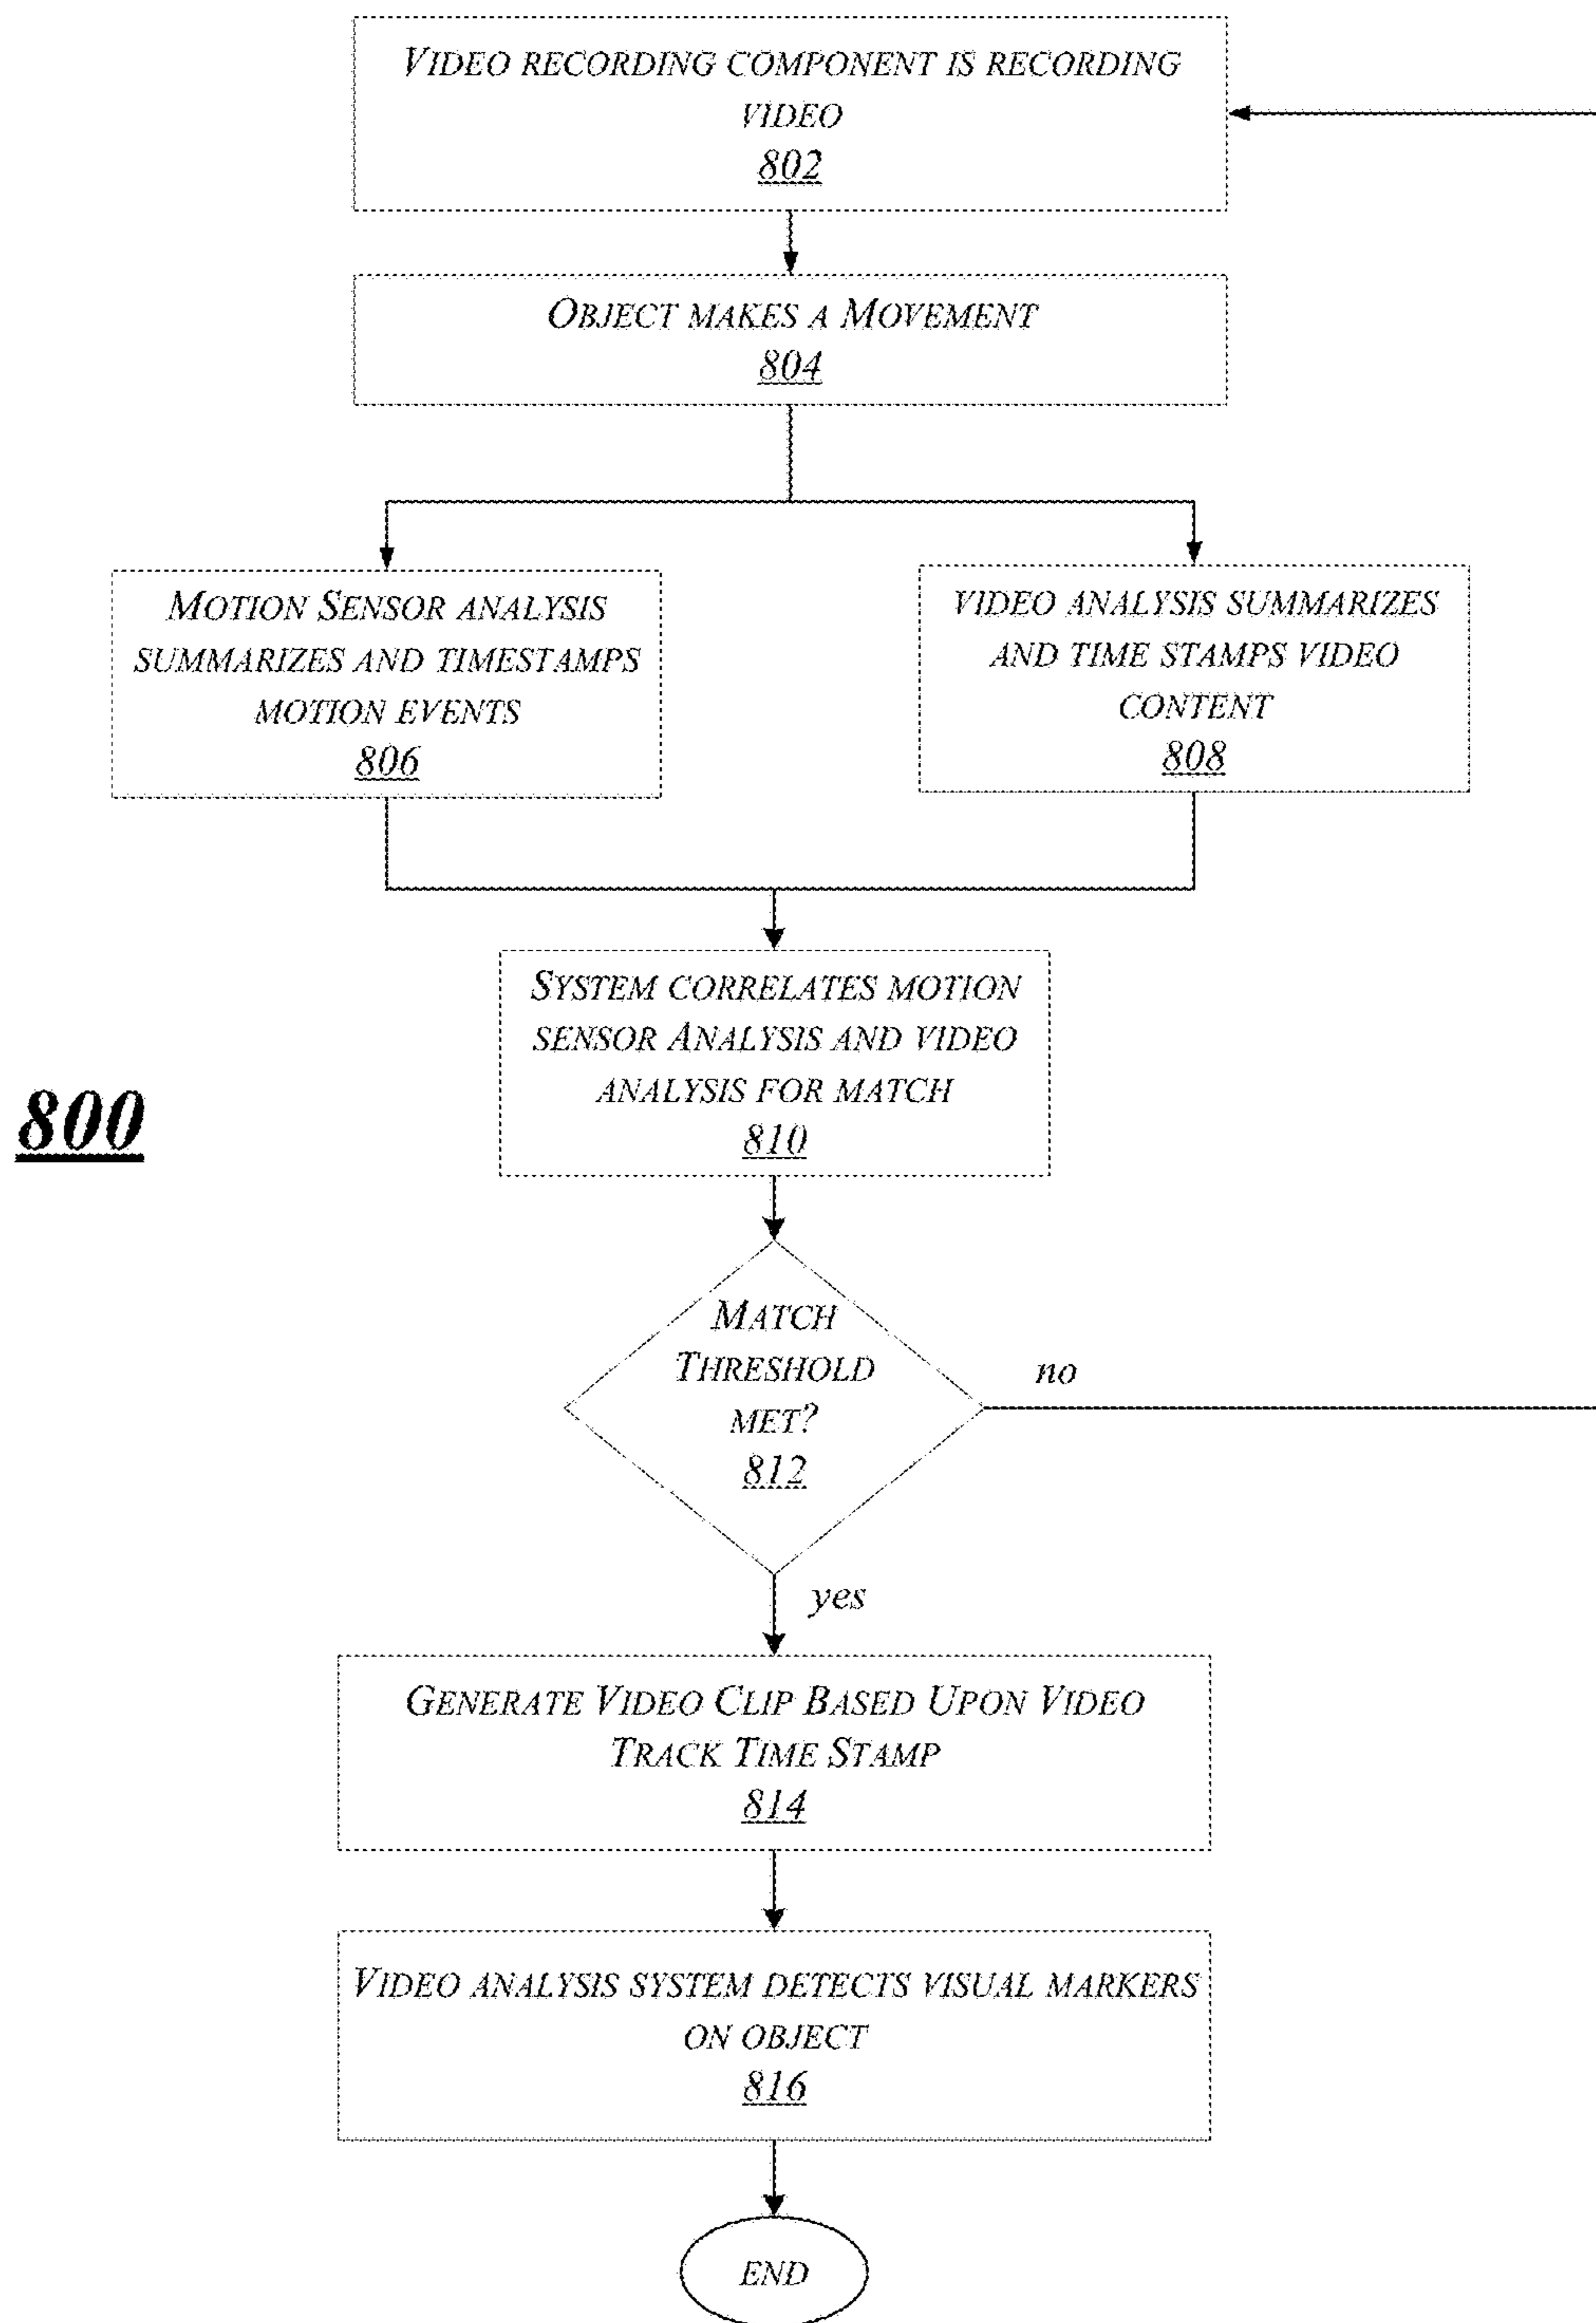 VIDEO RECORDING COMPONENT IS RECORDING
VIDEO
802
OBJECT MAKES A MOVEMENT
804
MOTION SENSOR ANALYSIS
SUMMARIZES AND TIMESTAMPS
MOTION EVENTS
806
VIDEO ANALYSIS SUMMARIZES
AND TIME STAMPS VIDEO
CONTENT
808
SYSTEM CORRELATES MOTION
SENSOR ANALYSIS AND VIDEO
ANALYSIS FOR MATCH
810
800
MATCH
THRESHOLD
MET?
812
no
yes
GENERATE VIDEO CLIP BASED UPON VIDEO
TRACK TIME STAMP
814
VIDEO ANALYSIS SYSTEM DETECTS VISUAL MARKERS
ON OBJECT
816
END